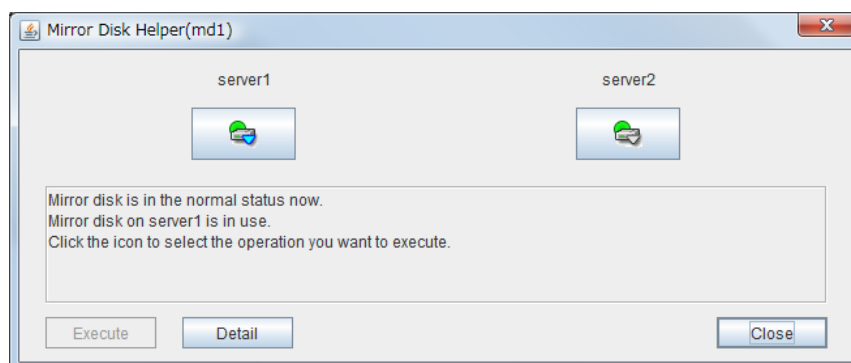 Mirror Disk Helper(md1)
server1 server2
Mirror disk is in the normal status now.
Mirror disk on server1 is in use.
Click the icon to select the operation you want to execute.
Execute Detail Close